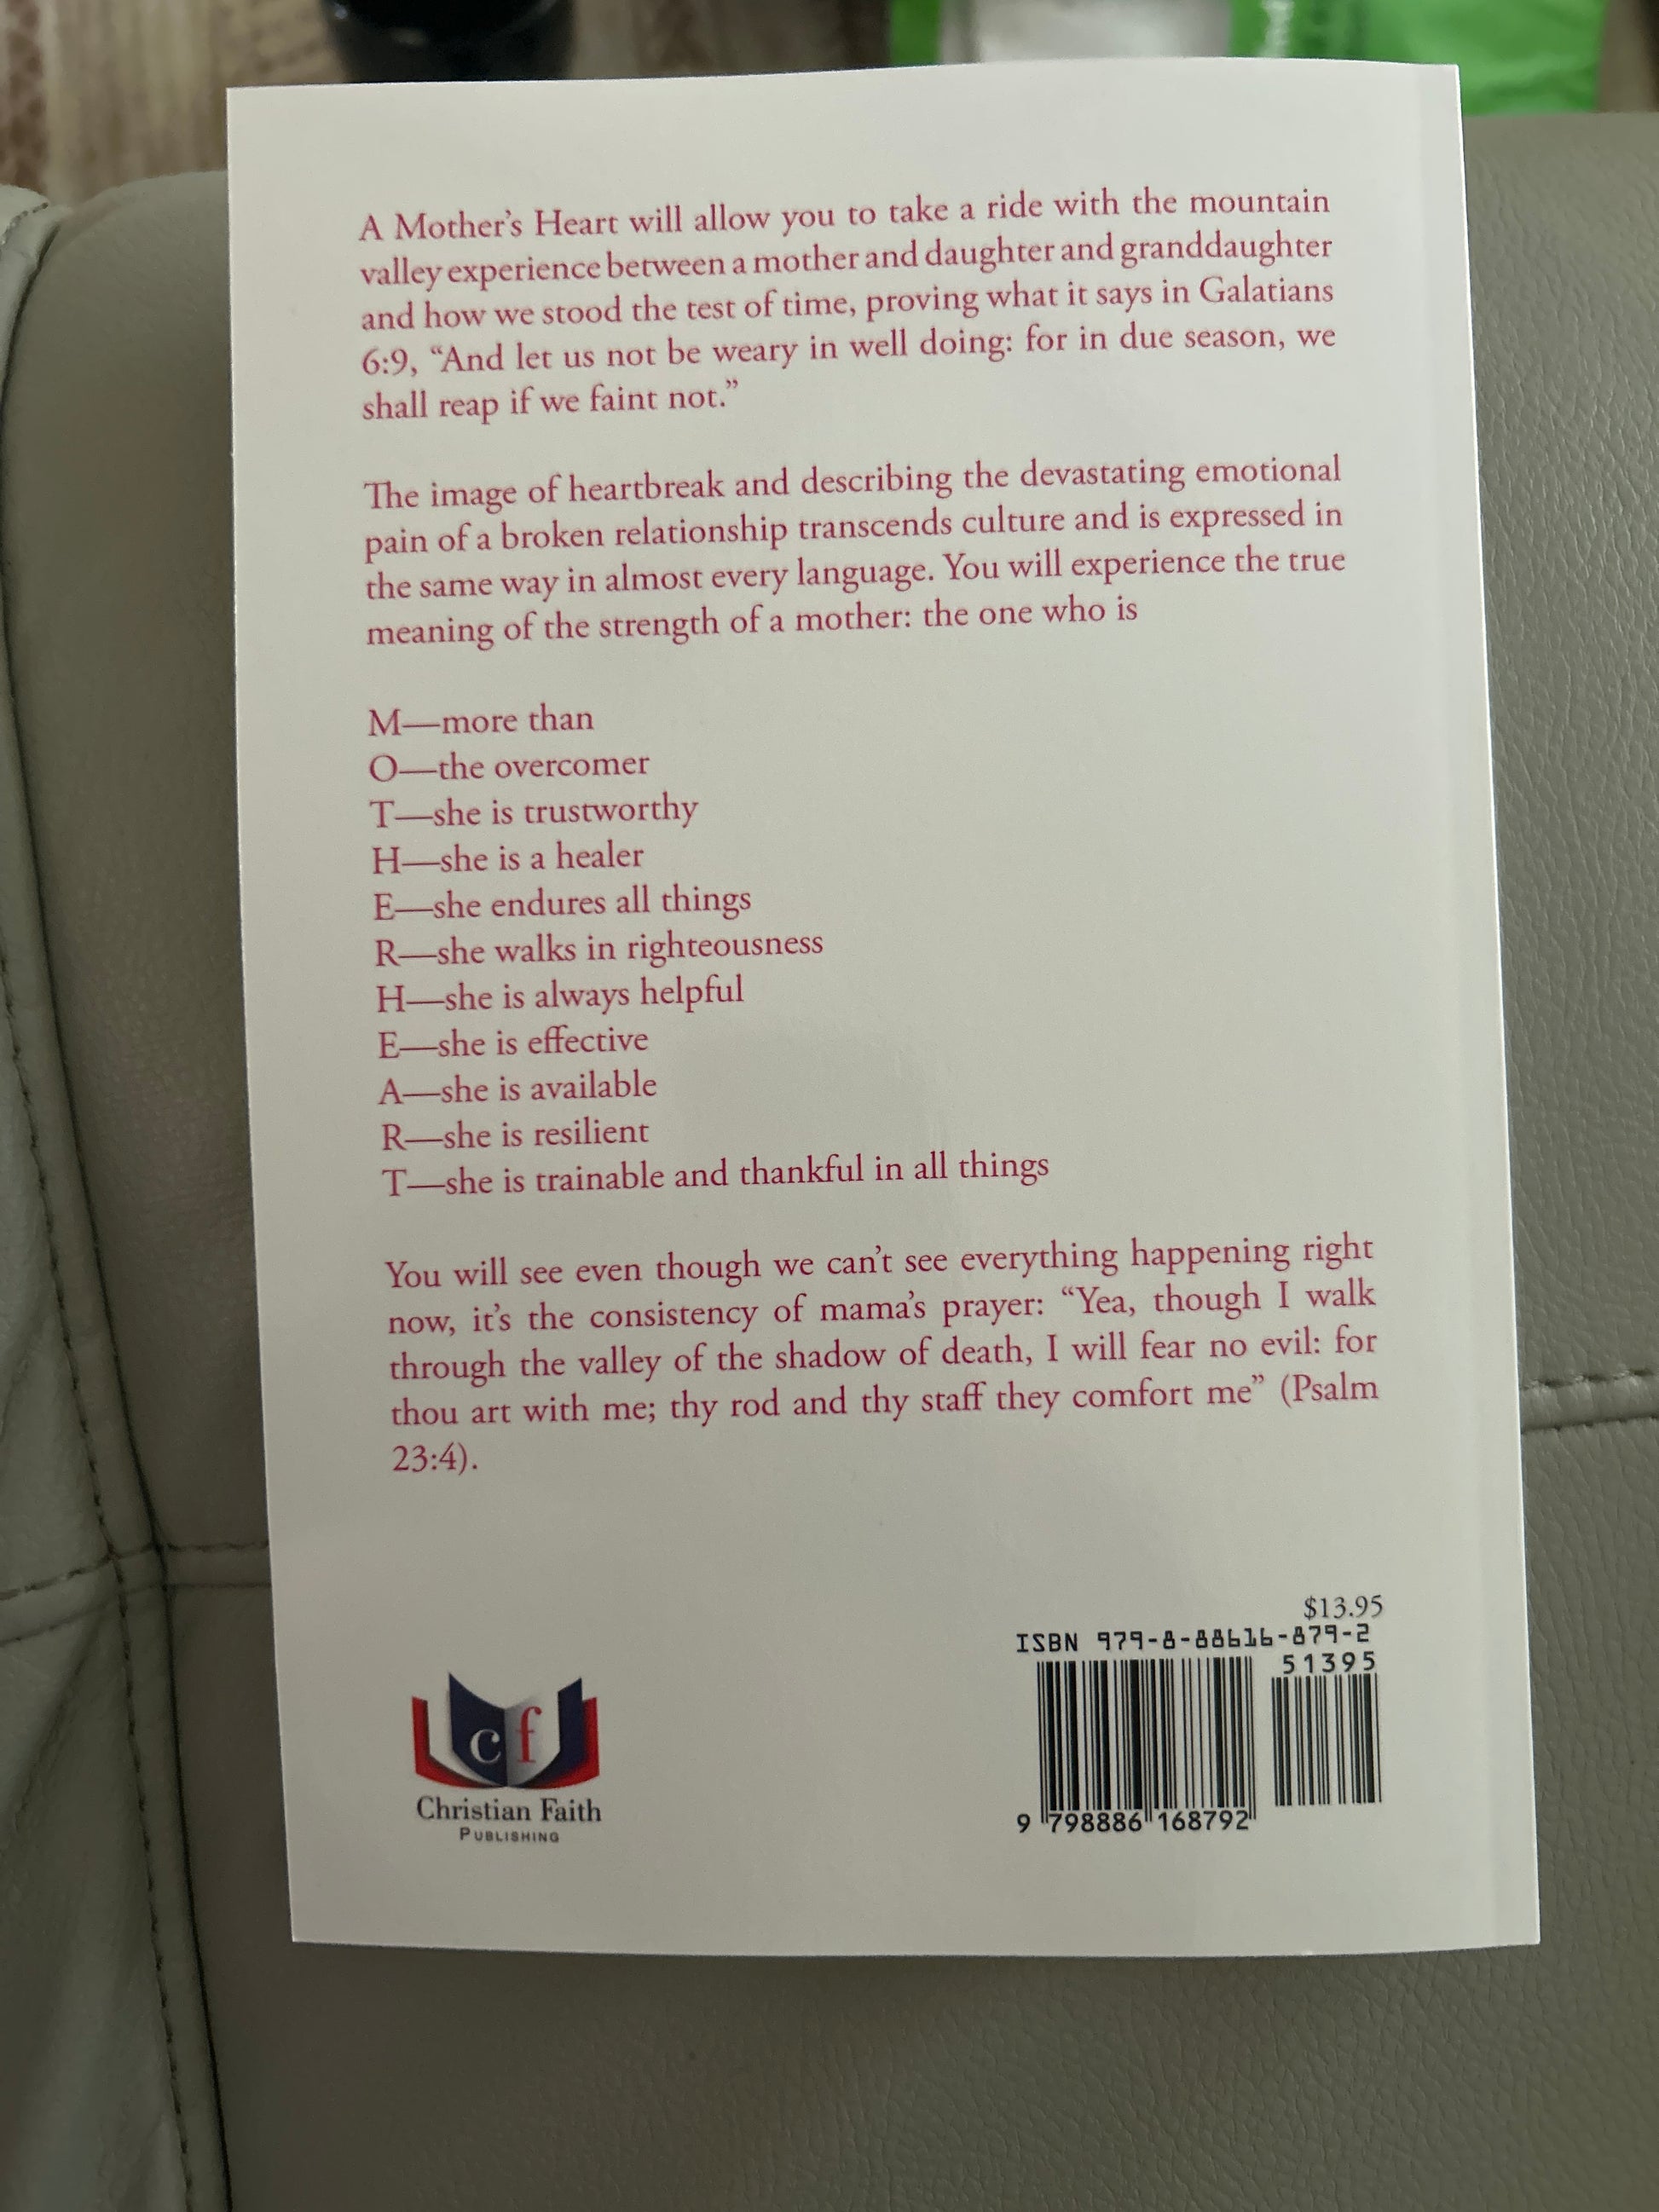 A Mother’s Heart will allow you to take a ride with the mountain
valley experience between a mother and daughter and granddaughter
and how we stood the test of time, proving what it says in Galatians
6:9, “And let us not be weary in well doing: for in due season, we
shall reap if we faint not.”
The image of heartbreak and describing the devastating emotional
pain of a broken relationship transcends culture and is expressed in
the same way in almost every language. You will experience the true
meaning of the strength of a mother: the one who is
M—more than
O—the overcomer
T—she is trustworthy
H—she is a healer
E—she endures all things
R—she walks in righteousness
H—she is always helpful
E—she is effective
A—she is available
R—she is resilient
T—she is trainable and thankful in all things
You will see even though we can’t see everything happening right
now, it’s the consistency of mama’s prayer: “Yea, though I walk
through the valley of the shadow of death, I will fear no evil: for
thou art with me; thy rod and thy staff they comfort me” (Psalm
23:4).
cf
Christian Faith
PUBLISHING
$13.95
ISBN 979-8-88616-879-2
51395
9 798886 168792